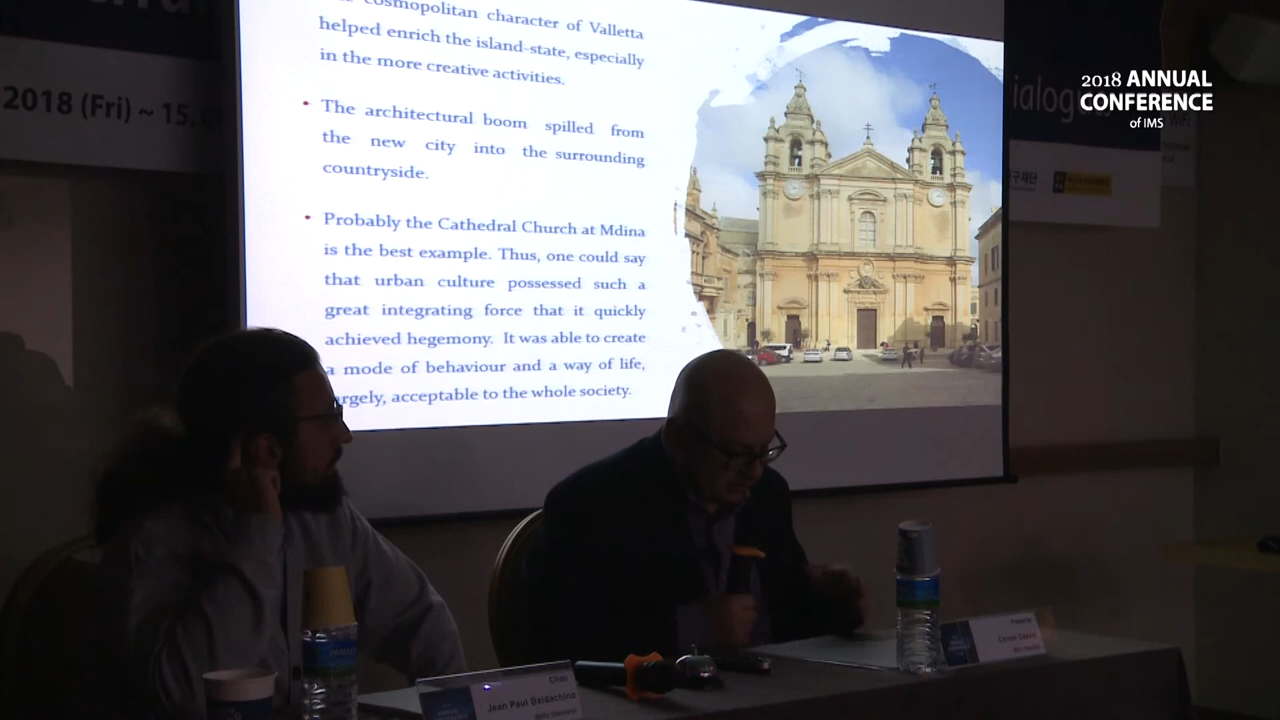 cosmopolitan character of Valletta
helped enrich the island-state, especially
in the more creative activities.
• The architectural boom spilled from
the new city into the surrounding
countryside.
• Probably the Cathedral Church at Mdina
is the best example. Thus, one could say
that urban culture possessed such a
great integrating force that it quickly
achieved hegemony. It was able to create
a mode of behaviour and a way of life,
largely, acceptable to the whole society.
2018 (Fri) ~ 15.
2018 ANNUAL
CONFERENCE
of IMS
Presenter
Chair
Jean Paul Baldacchino